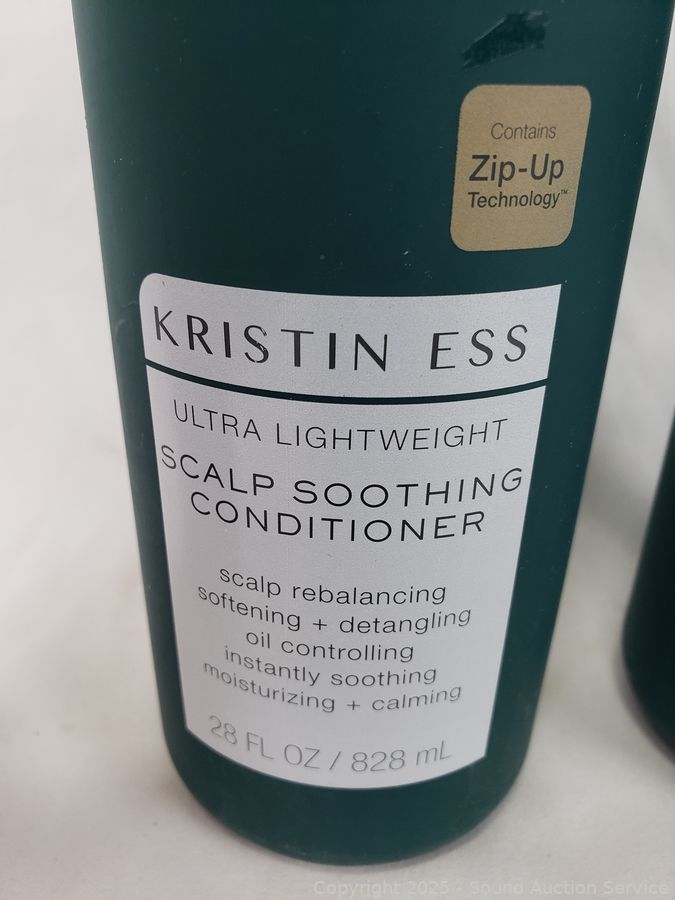 Contains
Zip-Up
Technology™
KRISTIN ESS
ULTRA LIGHTWEIGHT
SCALP SOOTHING
CONDITIONER
scalp rebalancing
softening + detangling
oil controlling
instantly soothing
moisturizing + calming
28 FL OZ / 828 mL
Copyright 2025 - Sound Auction Service